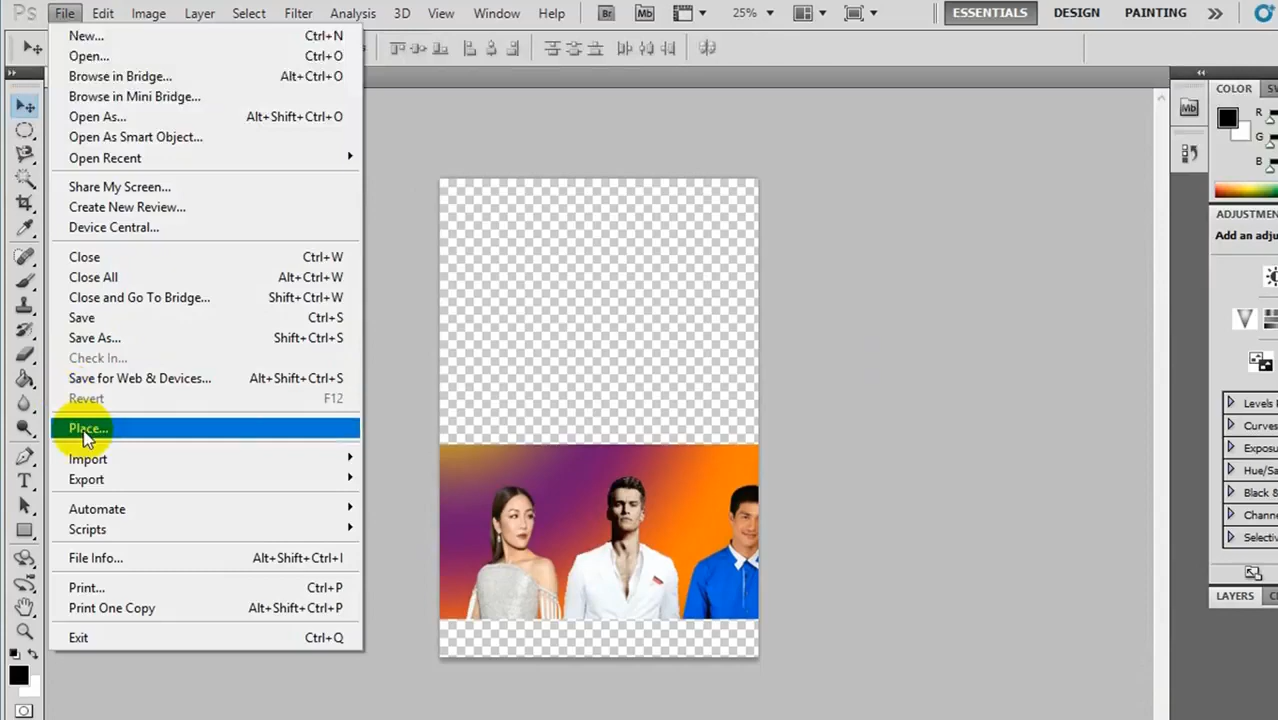 Ps File Edit Image Layer Select Filter Analysis 3D View Window Help Br Mb 25% ESSENTIALS DESIGN PAINTING
New... Ctrl+N
Open... Ctrl+O
Browse in Bridge... Alt+Ctrl+O
Browse in Mini Bridge...
Open As... Alt+Shift+Ctrl+O
Open As Smart Object...
Open Recent
Share My Screen...
Create New Review...
Device Central...
Close Ctrl+W
Close All Alt+Ctrl+W
Close and Go To Bridge... Shift+Ctrl+W
Save Ctrl+S
Save As... Shift+Ctrl+S
Check In...
Save for Web & Devices... Alt+Shift+Ctrl+S
Revert F12
Place...
Import
Export
Automate
Scripts
File Info... Alt+Shift+Ctrl+I
Print... Ctrl+P
Print One Copy Alt+Shift+Ctrl+P
Exit Ctrl+Q
T
Mb
COLOR SW
R
G
B
ADJUSTMEN
Add an adju
Levels P
Curves
Exposu
Hue/Sa
Black &
Channe
Selectiv
LAYERS C